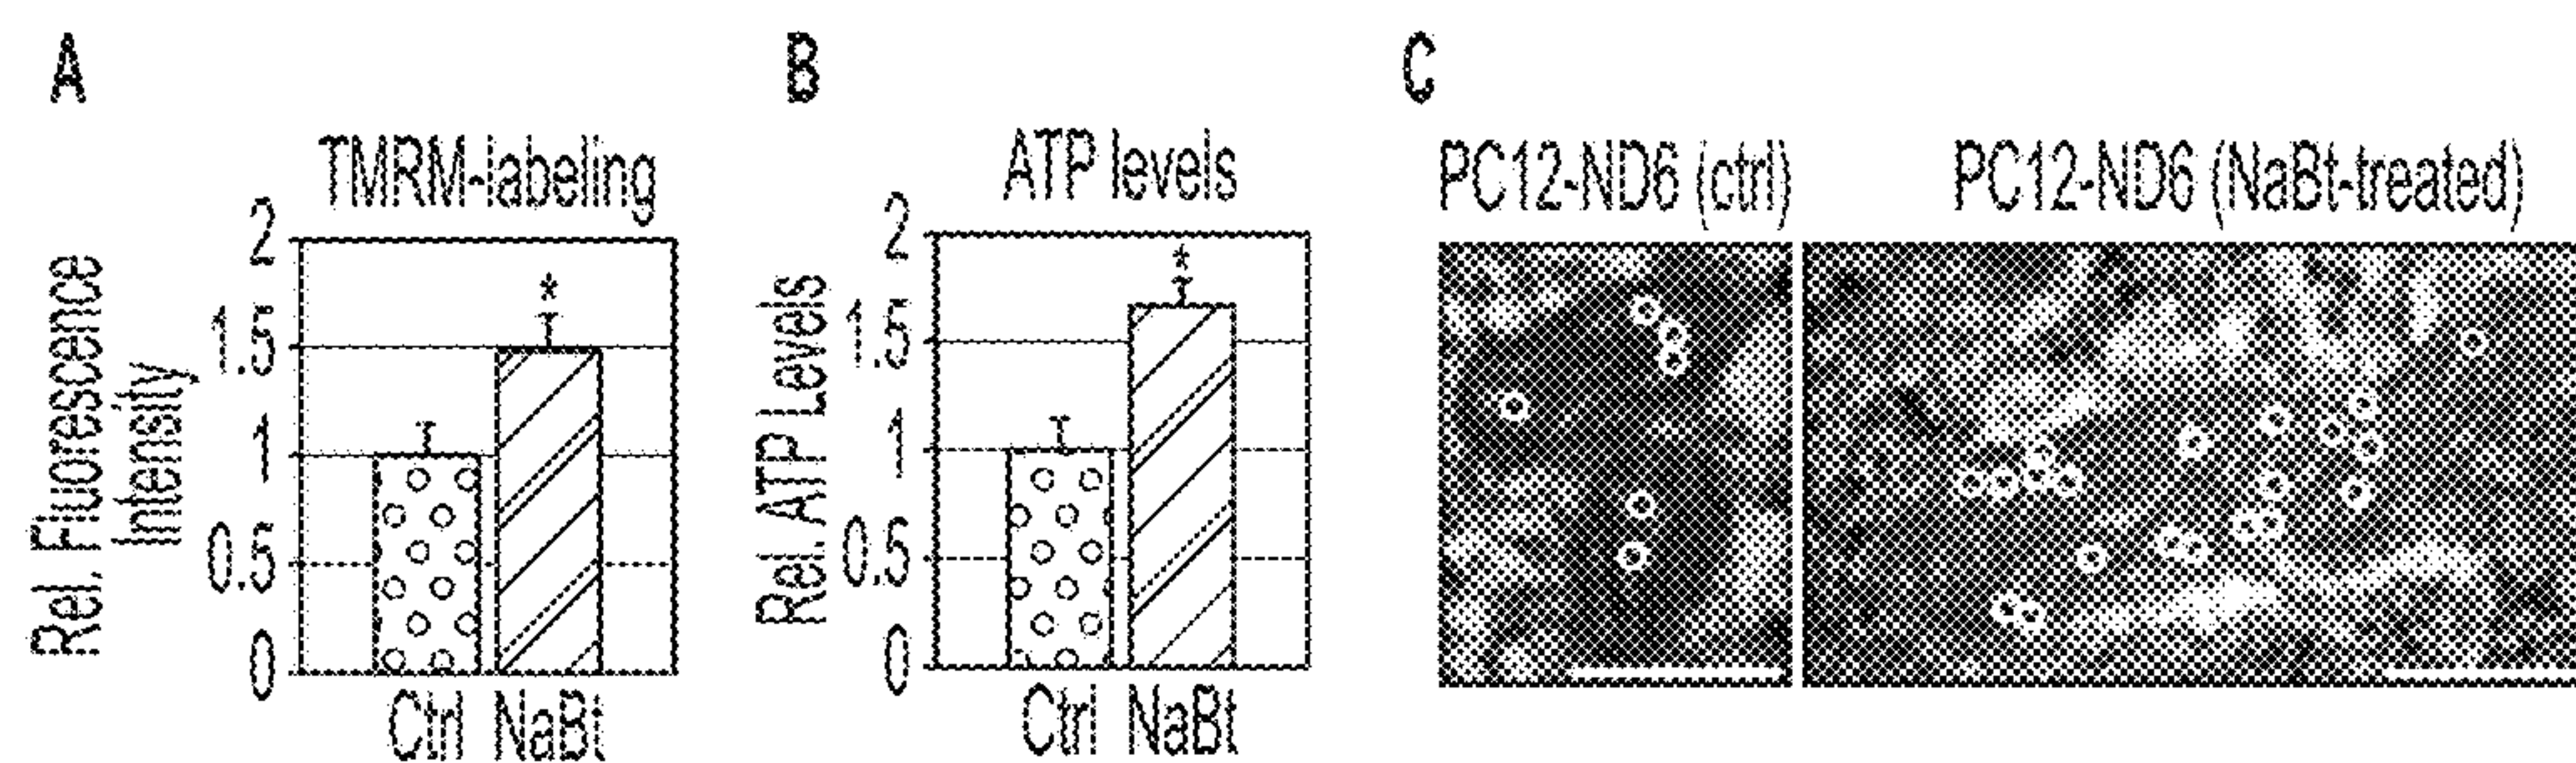 A
TMRM-labeling
Rel. Fluorescence
Intensity
2
1.5
1
0.5
0
*
Ctrl NaBt
B
ATP levels
Rel. ATP Levels
2
1.5
1
0.5
0
*
Ctrl NaBt
C
PC12-ND6 (ctrl)
PC12-ND6 (NaBt-treated)